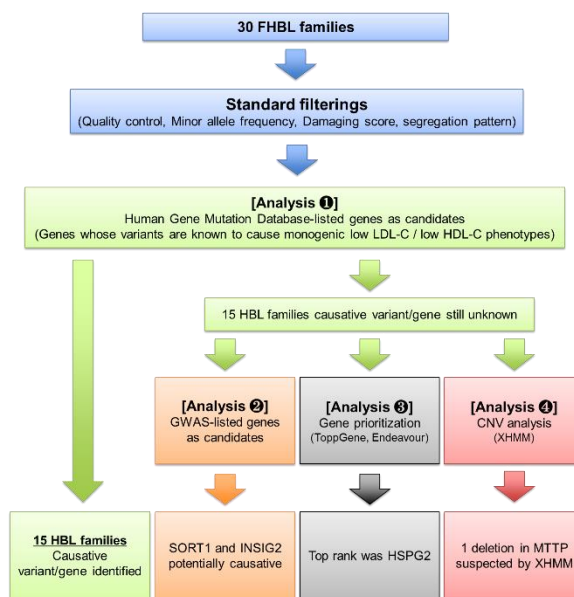 30 FHBL families
Standard filterings
(Quality control, Minor allele frequency, Damaging score, segregation pattern)
[Analysis ❶]
Human Gene Mutation Database-listed genes as candidates
(Genes whose variants are known to cause monogenic low LDL-C / low HDL-C phenotypes)
15 HBL families causative variant/gene still unknown
[Analysis ❷]
GWAS-listed genes
as candidates
[Analysis ❸]
Gene prioritization
(ToppGene, Endeavour)
[Analysis ❹]
CNV analysis
(XHMM)
15 HBL families
Causative
variant/gene identified
SORT1 and INSIG2
potentially causative
Top rank was HSPG2
1 deletion in MTTP
suspected by XHMM